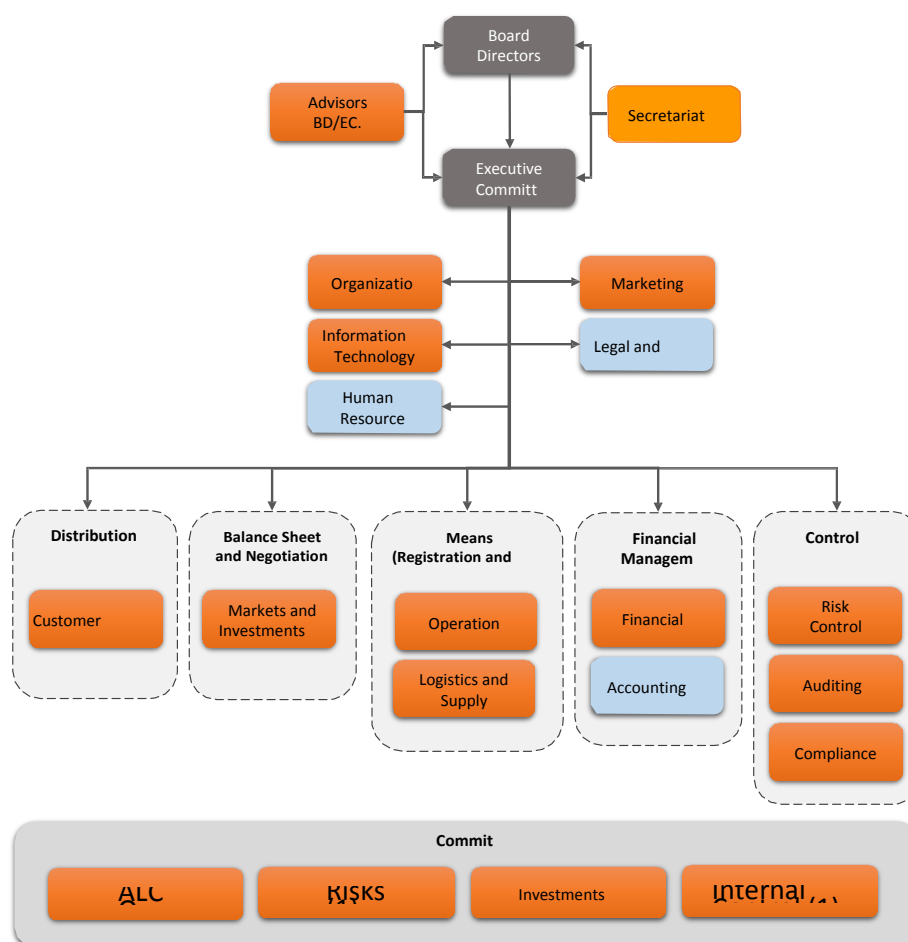 Board
Directors
Advisors
BD/EC.
Secretariat
Executive
Committ
Organizatio
Marketing
Information
Technology
Legal and
Human
Resource
Distribution
Balance Sheet
and Negotiation
Means
(Registration and
Financial
Managem
Control
Customer
Markets and
Investments
Operation
Logistics and
Supply
Financial
Accounting
Risk
Control
Auditing
Compliance
Commit
ALC
Risks
Investments
Internal